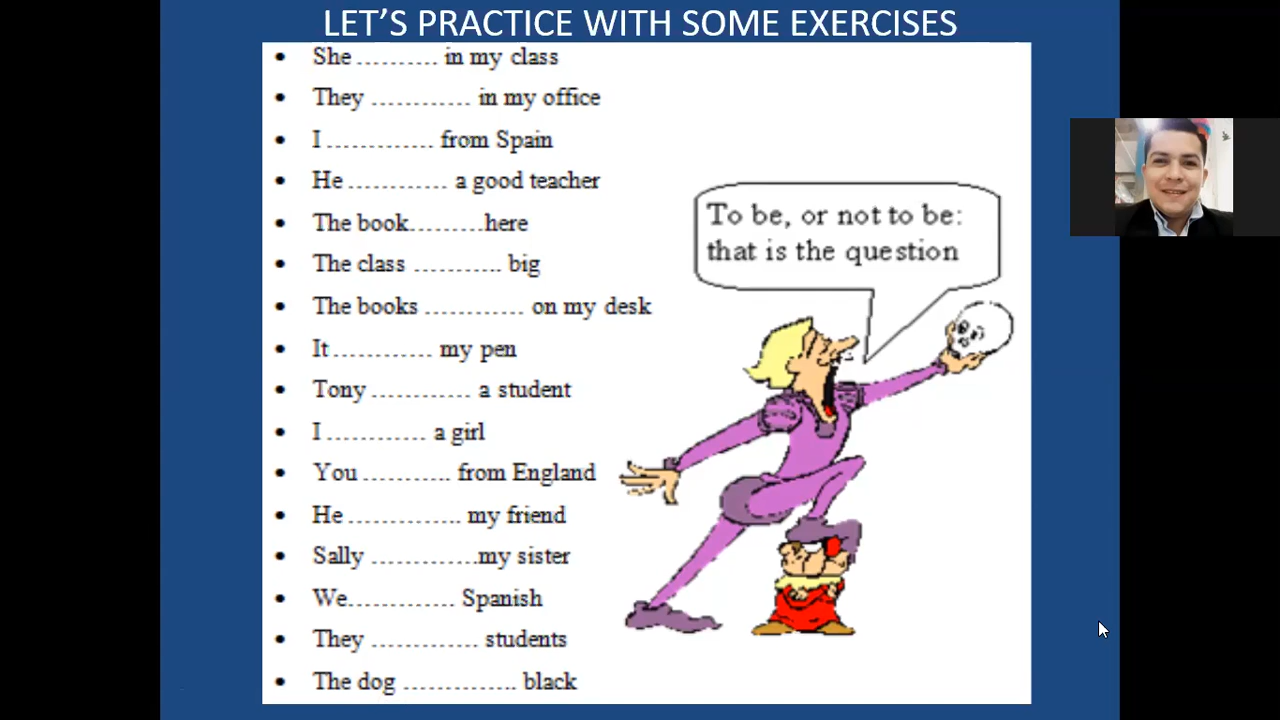 LET'S PRACTICE WITH SOME EXERCISES
• She .......... in my class
• They ............ in my office
• I ............. from Spain
• He ............ a good teacher
• The book.........here
• The class ........... big
• The books ............ on my desk
• It ............ my pen
• Tony ............ a student
• I ............ a girl
• You ........... from England
• He .............. my friend
• Sally .............my sister
• We............. Spanish
• They ............. students
• The dog .............. black
To be, or not to be:
that is the question